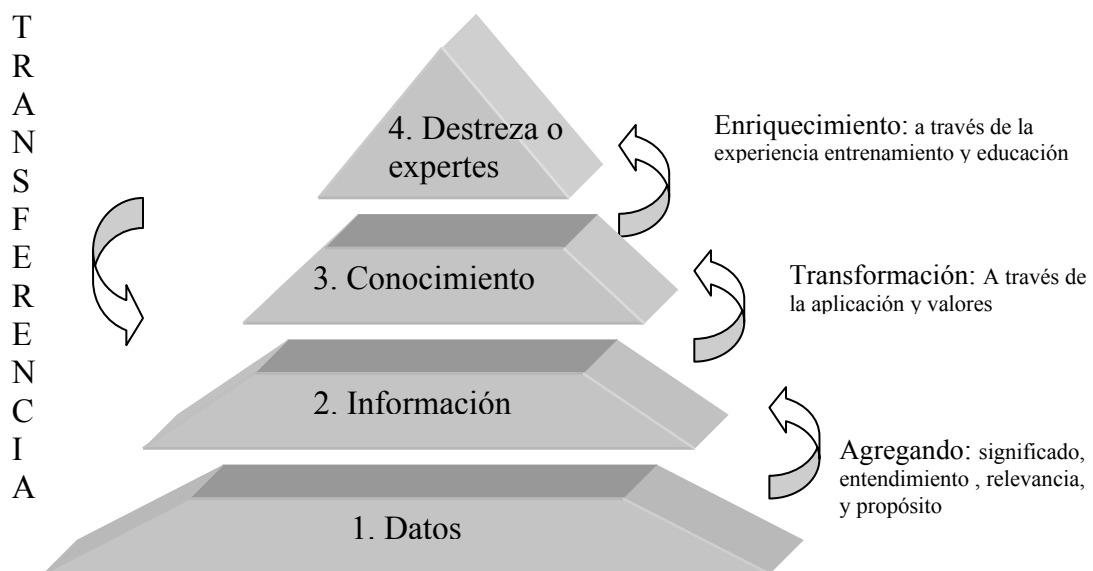 T
R
A
N
S
F
E
R
E
N
C
I
A
4. Destreza o
expertes
Enriquecimiento: a través de la
experiencia entrenamiento y educación
3. Conocimiento
Transformación: A través de
la aplicación y valores
2. Información
Agregando: significado,
entendimiento , relevancia,
y propósito
1. Datos